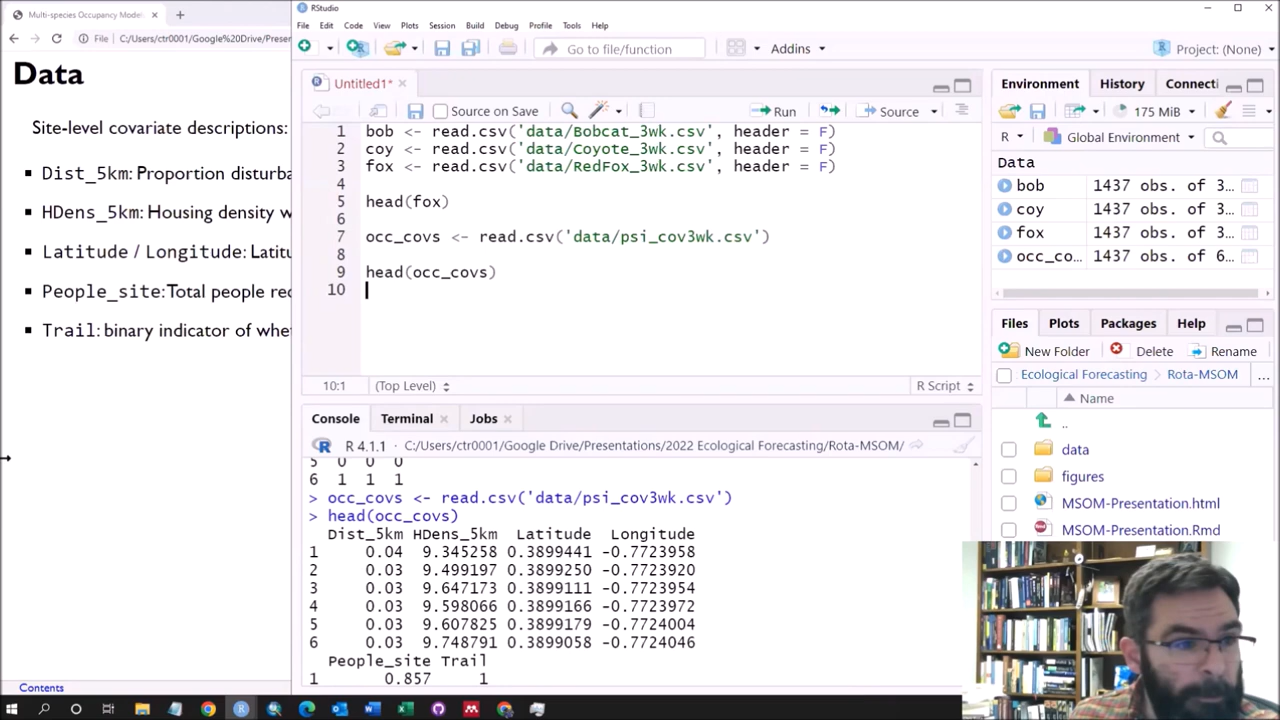 Multi-species Occupancy Mode
RStudio
File Edit Code View Plots Session Build Debug Profile Tools Help
File C:/Users/ctr0001/Google%20Drive/Preser
Go to file/function
Addins
Project: (None)
Data
Untitled1*
Source on Save
Run
Source
1 bob <- read.csv('data/Bobcat_3wk.csv', header = F)
2 coy <- read.csv('data/Coyote_3wk.csv', header = F)
3 fox <- read.csv('data/RedFox_3wk.csv', header = F)
4
5 head(fox)
6
7 occ_covs <- read.csv('data/psi_cov3wk.csv')
8
9 head(occ_covs)
10
10:1 (Top Level) R Script
Site-level covariate descriptions:
Dist_5km: Proportion disturba
HDens_5km: Housing density w
Latitude / Longitude: Latitu
People_site: Total people rec
Trail: binary indicator of whet
Contents
Environment History Connecti
175 MiB
R Global Environment
Data
bob 1437 obs. of 3...
coy 1437 obs. of 3...
fox 1437 obs. of 3...
occ_co... 1437 obs. of 6...
Files Plots Packages Help
New Folder Delete Rename
Ecological Forecasting Rota-MSOM ...
Name
..
data
figures
MSOM-Presentation.html
MSOM-Presentation.Rmd
Console Terminal Jobs
R 4.1.1 · C:/Users/ctr0001/Google Drive/Presentations/2022 Ecological Forecasting/Rota-MSOM/
5 0 0 0
6 1 1 1
> occ_covs <- read.csv('data/psi_cov3wk.csv')
> head(occ_covs)
Dist_5km HDens_5km Latitude Longitude
1 0.04 9.345258 0.3899441 -0.7723958
2 0.03 9.499197 0.3899250 -0.7723920
3 0.03 9.647173 0.3899111 -0.7723954
4 0.03 9.598066 0.3899166 -0.7723972
5 0.03 9.607825 0.3899179 -0.7724004
6 0.03 9.748791 0.3899058 -0.7724046
People_site Trail
1 0.857 1